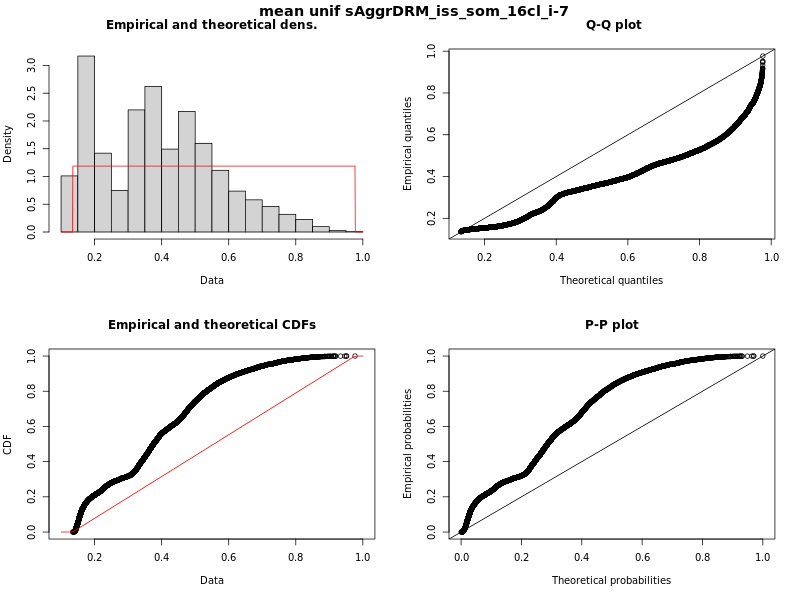 mean unif sAggrDRM_iss_som_16cl_i-7
Empirical and theoretical dens.
Density
0.0 0.5 1.0 1.5 2.0 2.5 3.0
0.2 0.4 0.6 0.8 1.0
Data
Q-Q plot
Empirical quantiles
0.2 0.4 0.6 0.8 1.0
0.2 0.4 0.6 0.8 1.0
Theoretical quantiles
Empirical and theoretical CDFs
CDF
0.0 0.2 0.4 0.6 0.8 1.0
0.2 0.4 0.6 0.8 1.0
Data
P-P plot
Empirical probabilities
0.0 0.2 0.4 0.6 0.8 1.0
0.0 0.2 0.4 0.6 0.8 1.0
Theoretical probabilities